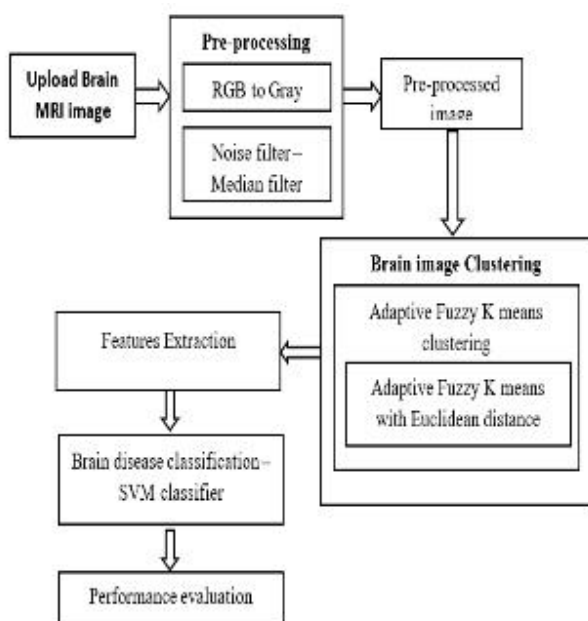 Upload Brain
MRI image
Pre-processing
RGB to Gray
Noise filter–
Median filter
Pre-processed
image
Brain image Clustering
Adaptive Fuzzy K means
clustering
Adaptive Fuzzy K means
with Euclidean distance
Features Extraction
Brain disease classification–
SVM classifier
Performance evaluation